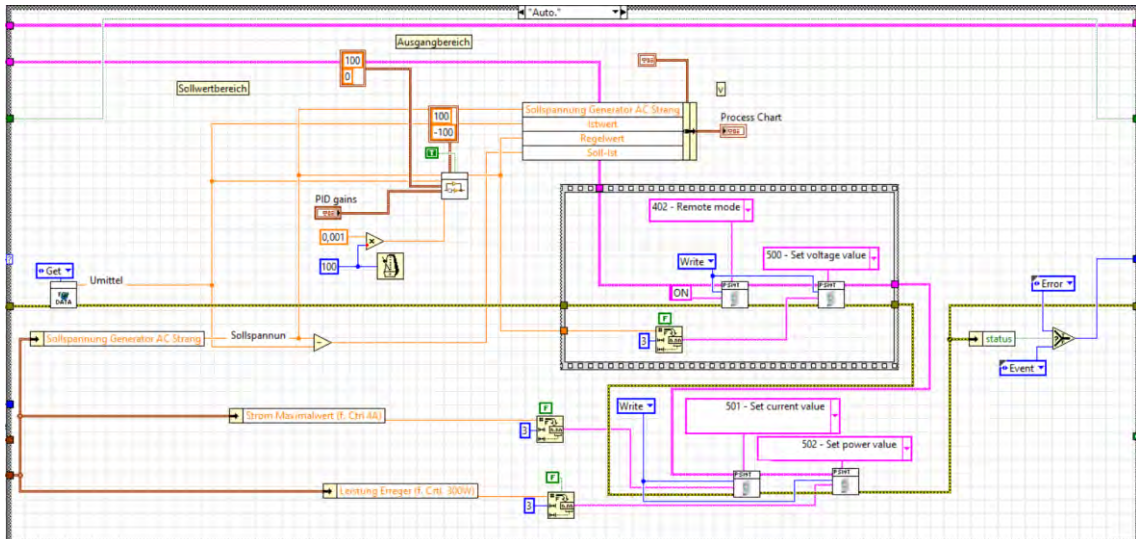 "Auto."
Ausgangbereich
100
0
Sollwertbereich
V
Process Chart
100
-100
Sollspannung Generator AC Strang
Istwert
Regelwert
Soll-Ist
T
PID gains
402 - Remote mode
0,001
100
Write
500 - Set voltage value
Get
Umittel
DATA
ON
Error
F
3
Sollspannung Generator AC Strang
Sollspannun
status
Event
Write
501 - Set current value
F
Strom Maximalwert (f. Ctrl 4A)
3
502 - Set power value
F
Leistung Erreger (f. Crtl. 300W)
3